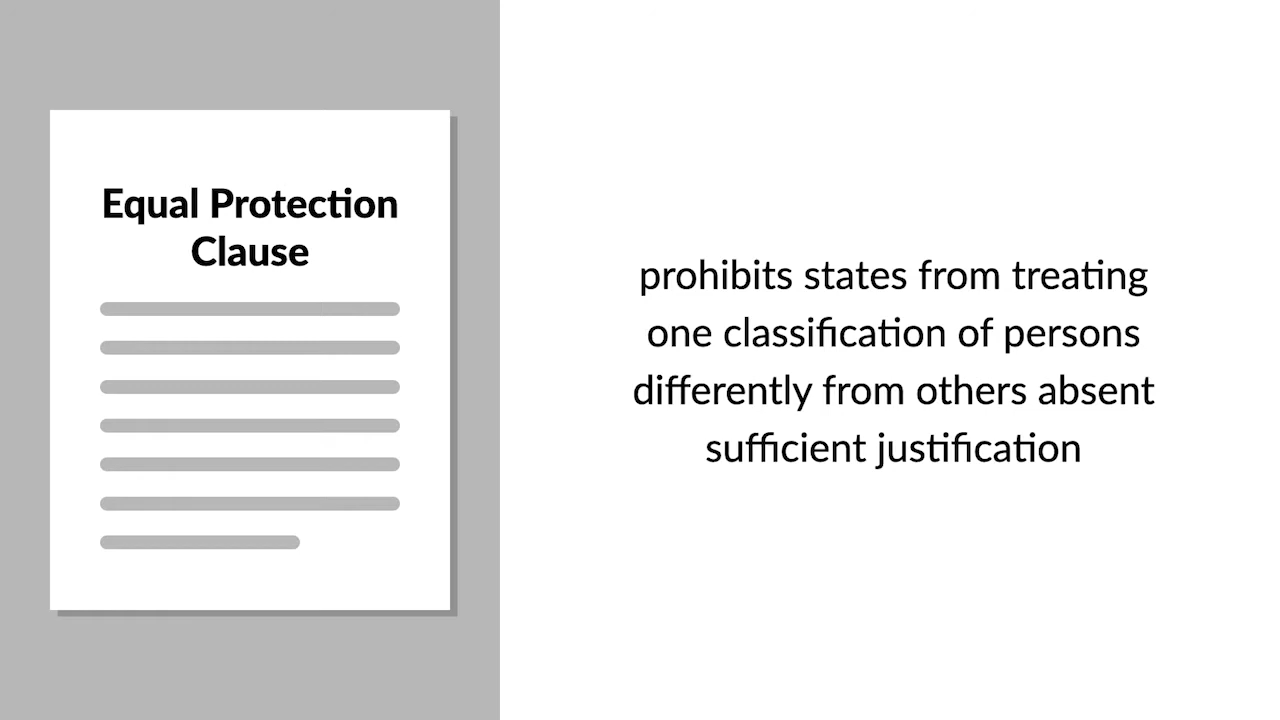 Equal Protection
Clause
prohibits states from treating
one classification of persons
differently from others absent
sufficient justification